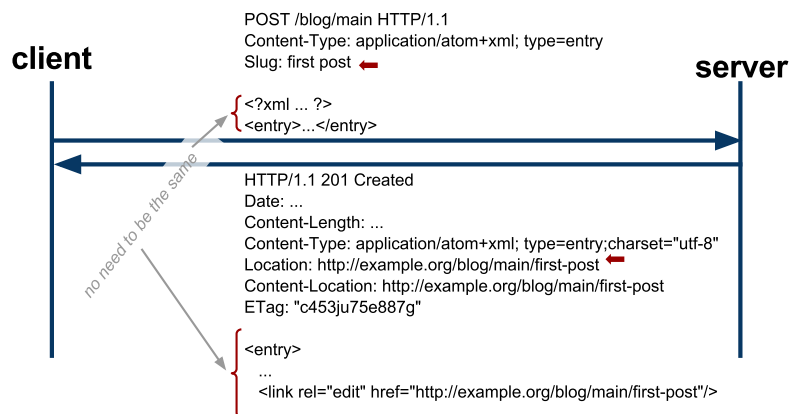 POST /blog/main HTTP/1.1
Content-Type: application/atom+xml; type=entry
Slug: first post
client
server
<?xml ... ?>
<entry>...</entry>
no need to be the same
HTTP/1.1 201 Created
Date: ...
Content-Length: ...
Content-Type: application/atom+xml; type=entry;charset="utf-8"
Location: http://example.org/blog/main/first-post
Content-Location: http://example.org/blog/main/first-post
ETag: "c453ju75e887g"
<entry>
...
<link rel="edit" href="http://example.org/blog/main/first-post"/>